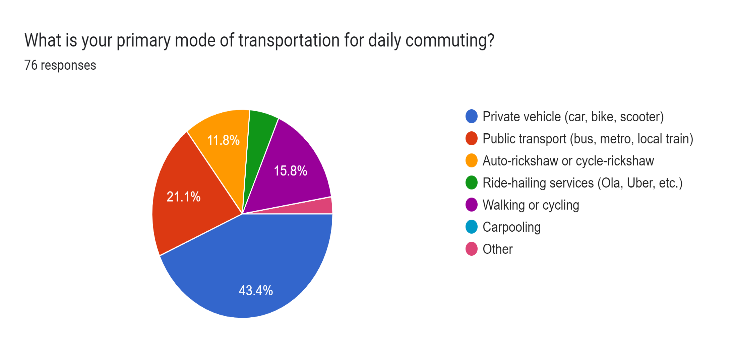 What is your primary mode of transportation for daily commuting?
76 responses
11.8%
15.8%
21.1%
43.4%
Private vehicle (car, bike, scooter)
Public transport (bus, metro, local train)
Auto-rickshaw or cycle-rickshaw
Ride-hailing services (Ola, Uber, etc.)
Walking or cycling
Carpooling
Other